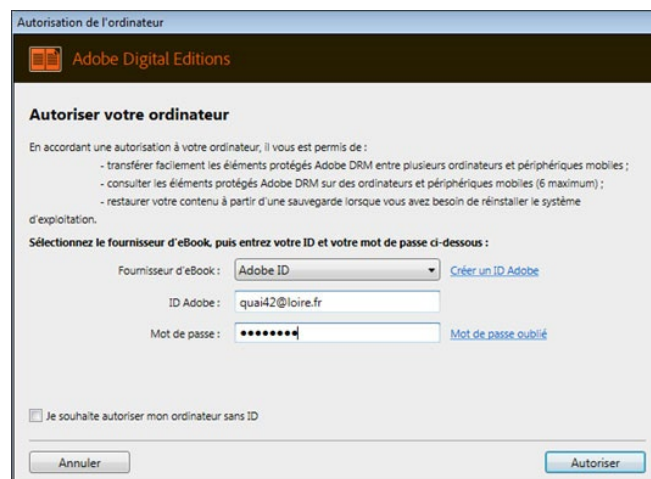 Autorisation de l'ordinateur
Adobe Digital Editions
Autoriser votre ordinateur
En accordant une autorisation à votre ordinateur, il vous est permis de :
- transférer facilement les éléments protégés Adobe DRM entre plusieurs ordinateurs et périphériques mobiles ;
- consulter les éléments protégés Adobe DRM sur des ordinateurs et périphériques mobiles (6 maximum) ;
- restaurer votre contenu à partir d'une sauvegarde lorsque vous avez besoin de réinstaller le système
d'exploitation.
Sélectionnez le fournisseur d'eBook, puis entrez votre ID et votre mot de passe ci-dessous :
Fournisseur d'eBook : Adobe ID Créer un ID Adobe
ID Adobe : quai42@loire.fr
Mot de passe : ●●●●●●●● Mot de passe oublié
Je souhaite autoriser mon ordinateur sans ID
Annuler Autoriser